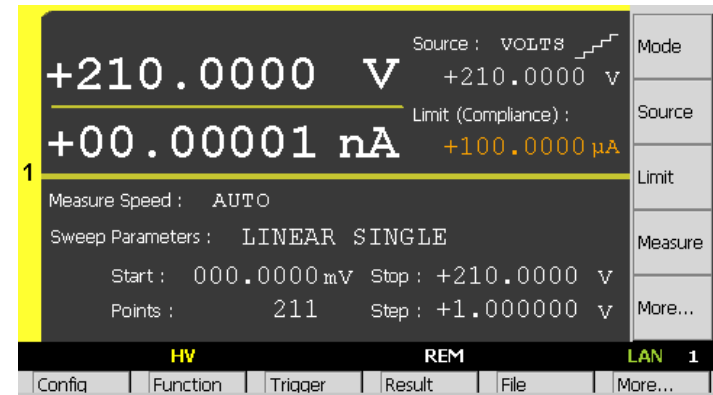 Source : VOLTS
+210.0000 V
+210.0000 V
Limit (Compliance) :
+00.00001 nA
+100.0000 µA
1
Measure Speed : AUTO
Sweep Parameters : LINEAR SINGLE
Start : 000.0000 mV Stop : +210.0000 V
Points : 211 Step : +1.000000 V
Mode
Source
Limit
Measure
More...
HV REM LAN 1
Config Function Trigger Result File More...